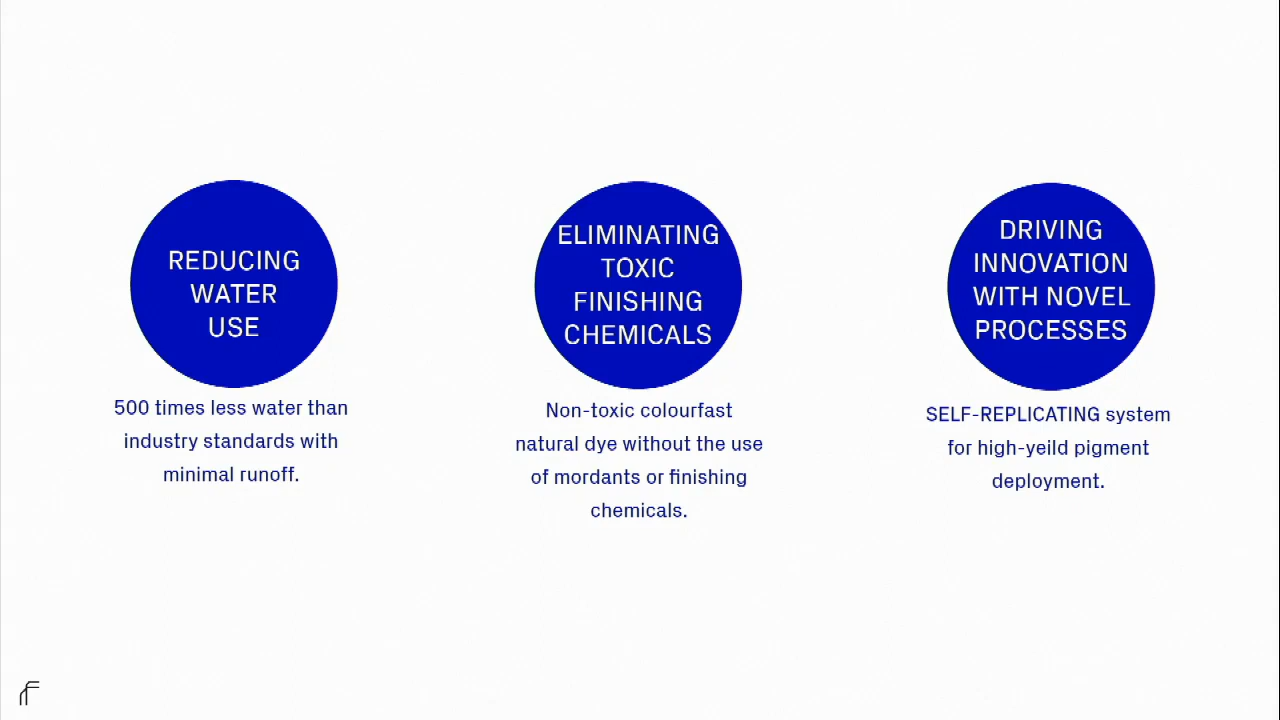 REDUCING
WATER
USE
500 times less water than
industry standards with
minimal runoff.
ELIMINATING
TOXIC
FINISHING
CHEMICALS
Non-toxic colourfast
natural dye without the use
of mordants or finishing
chemicals.
DRIVING
INNOVATION
WITH NOVEL
PROCESSES
SELF-REPLICATING system
for high-yeild pigment
deployment.